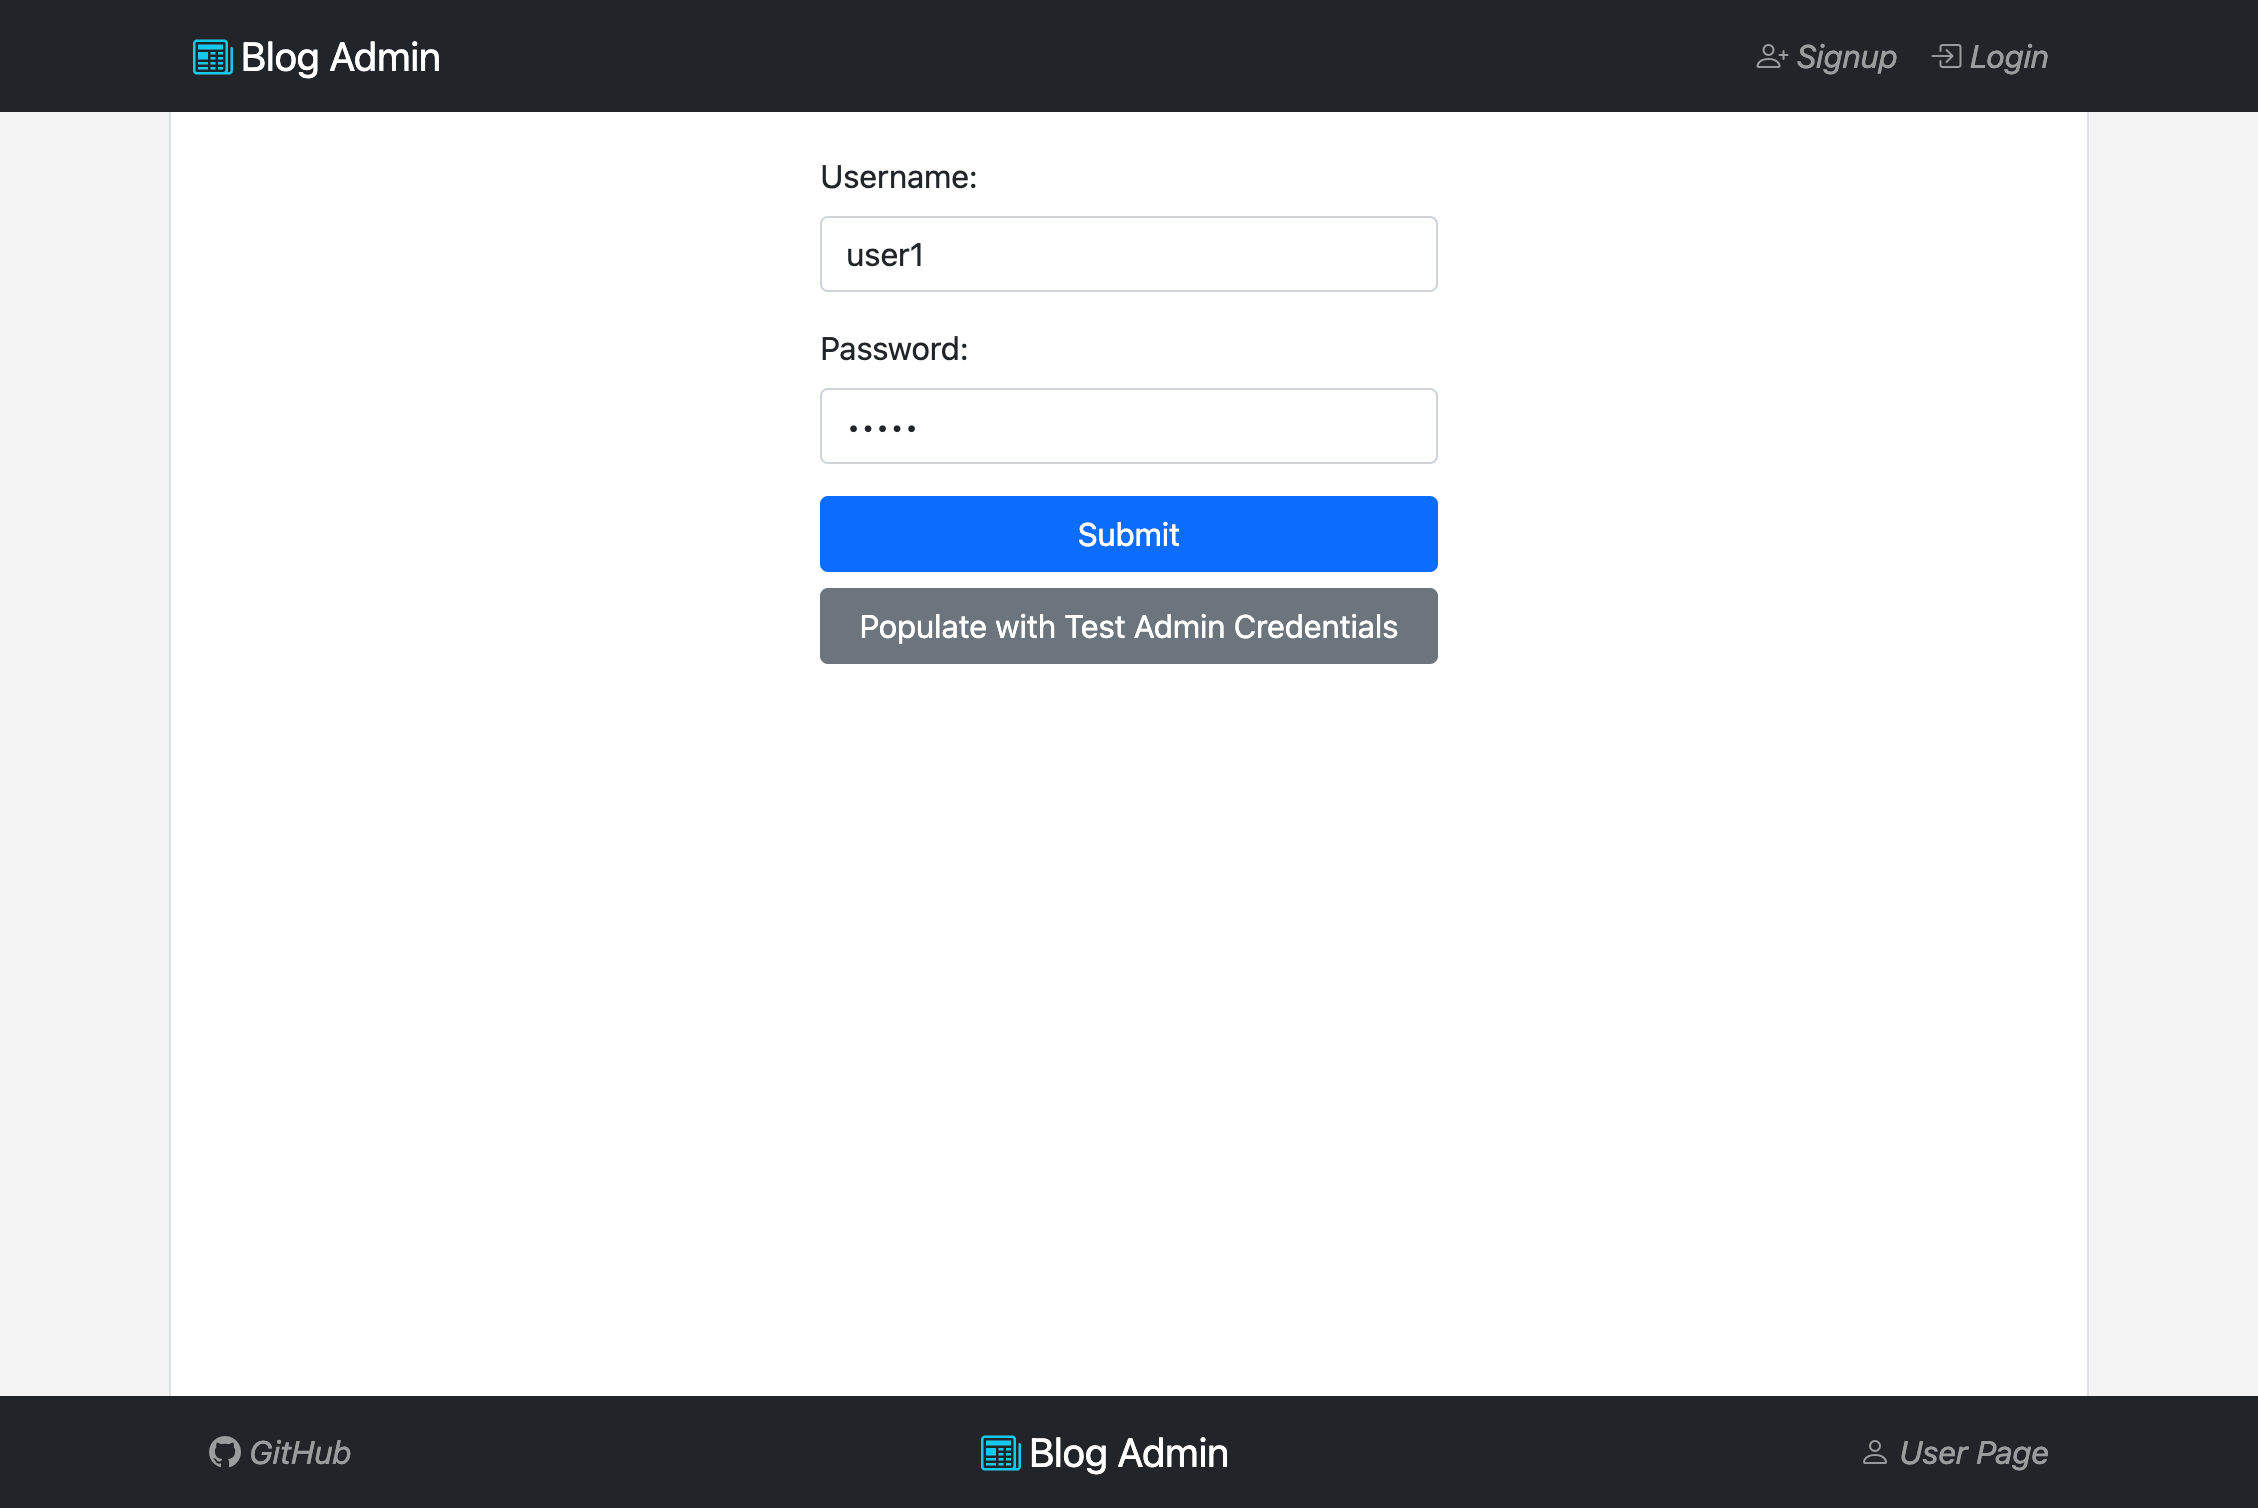 Blog Admin
Signup Login
Username:
user1
Password:
•••••
Submit
Populate with Test Admin Credentials
GitHub
Blog Admin
User Page